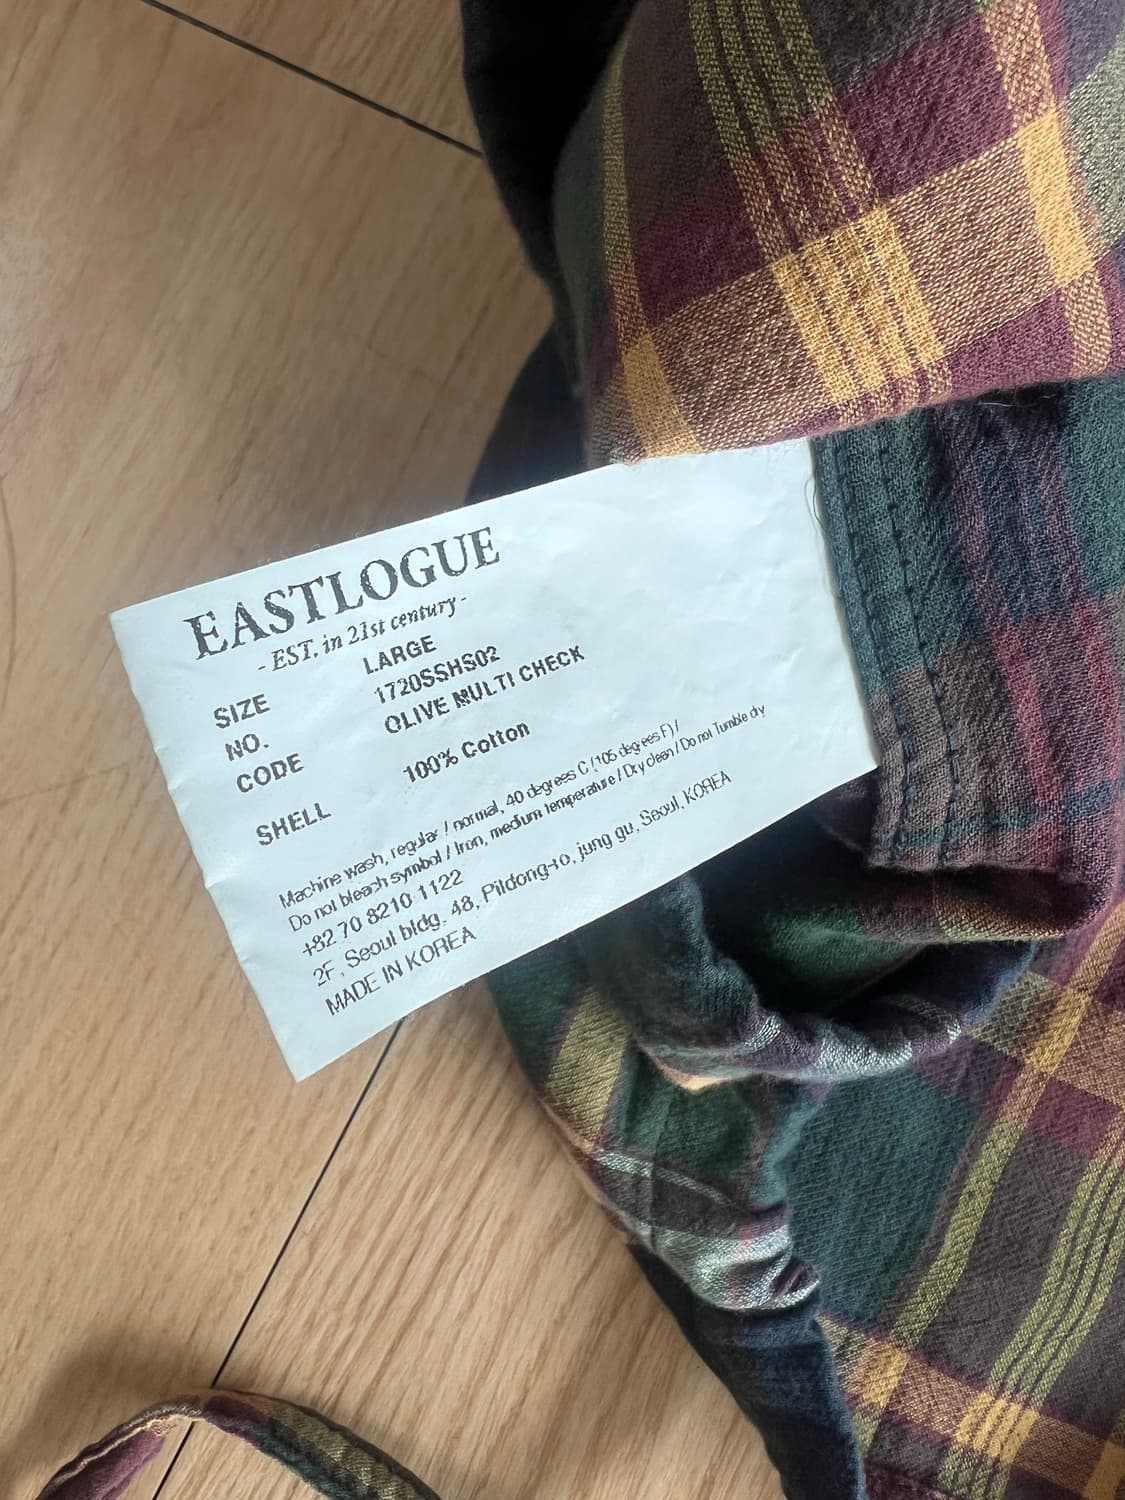 EASTLOGUE
- EST. in 21st century -
SIZE LARGE
NO. 1720SSHS02
CODE OLIVE MULTI CHECK
SHELL 100% Cotton
Machine wash, regular / normal, 40 degrees C (105 degrees F) /
Do not bleach symbol / Iron, medium temperature / Dry clean / Do not Tumble dry
+82 70 8210 1122
2F, Seoul bldg. 48, Pildong-ro, jung gu, Seoul, KOREA
MADE IN KOREA